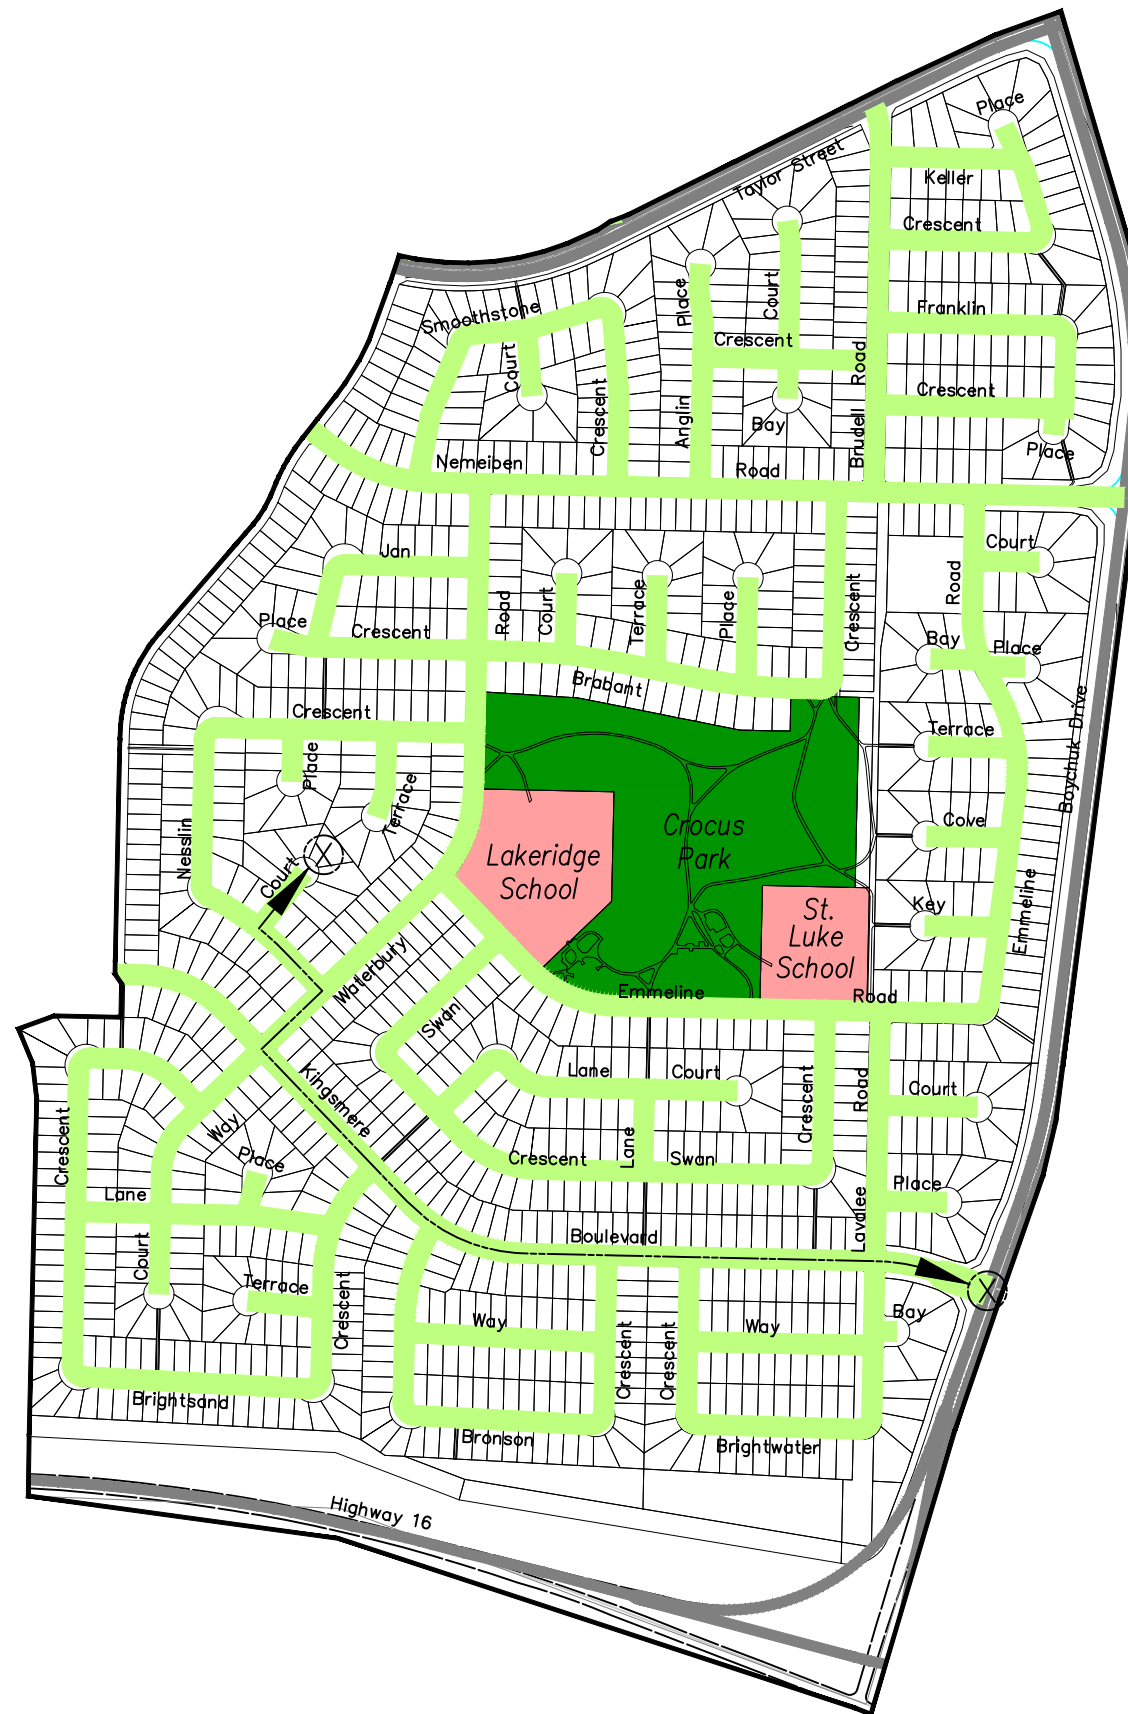 Place
Keller
Crescent
Taylor Street
Franklin
Crescent
Place
Smoothstone
Court
Crescent
Place
Court
Crescent
Anglin
Bay
Brudell
Road
Nemeiben
Road
Jan
Place
Crescent
Road
Court
Terrace
Place
Crescent
Brabant
Court
Road
Bay
Place
Terrace
Cove
Key
Emmeline
Boychuk Drive
Crescent
Place
Terrace
Nesslin
Court
X
Waterbury
Lakeridge
School
Crocus
Park
St.
Luke
School
Emmeline
Road
Swan
Kingsmere
Lane
Court
Crescent
Lane
Swan
Crescent
Road
Court
Place
Lavalee
Boulevard
Crescent
Way
Place
Lane
Court
Terrace
Crescent
Brightsand
Way
Crescent
Crescent
Way
Bay
X
Bronson
Brightwater
Highway 16